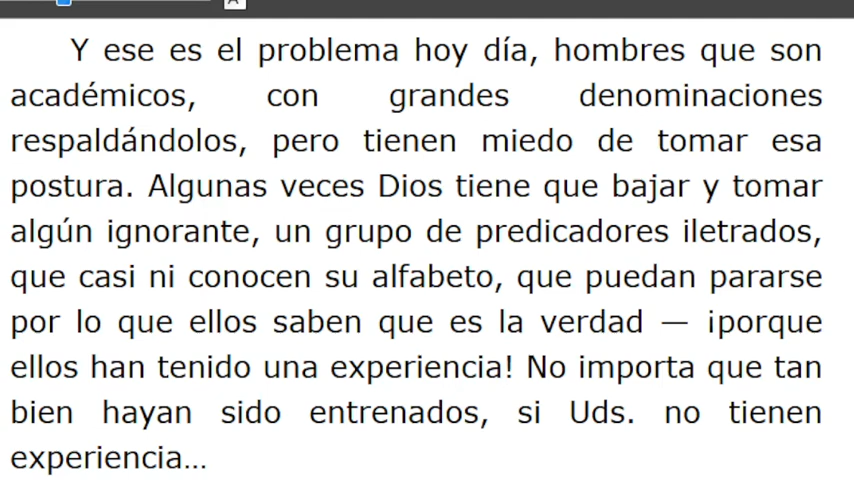 Y ese es el problema hoy día, hombres que son
académicos, con grandes denominaciones
respaldándolos, pero tienen miedo de tomar esa
postura. Algunas veces Dios tiene que bajar y tomar
algún ignorante, un grupo de predicadores iletrados,
que casi ni conocen su alfabeto, que puedan pararse
por lo que ellos saben que es la verdad — ¡porque
ellos han tenido una experiencia! No importa que tan
bien hayan sido entrenados, si Uds. no tienen
experiencia...